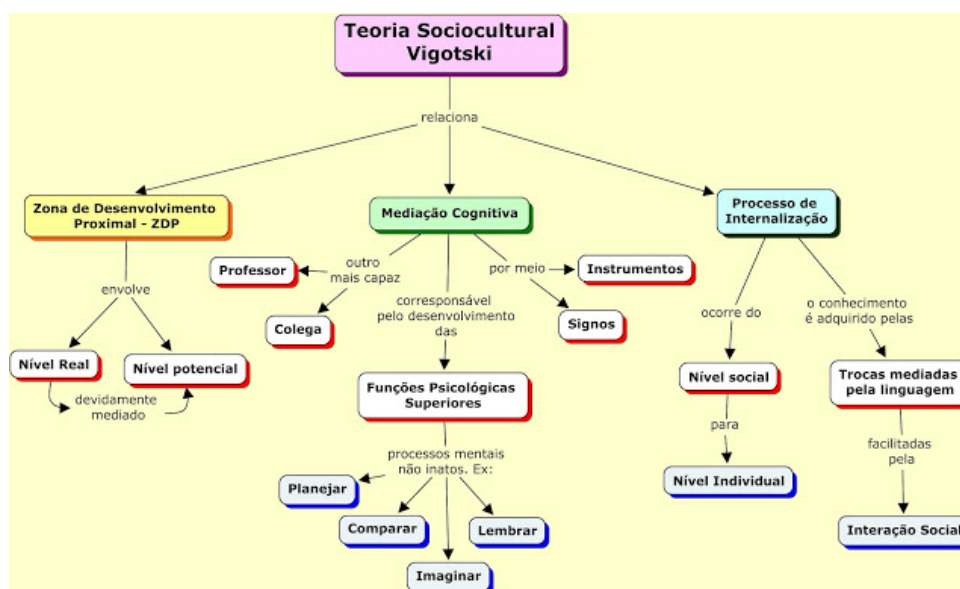 Teoria Sociocultural
Vigotski
relaciona
Zona de Desenvolvimento
Proximal - ZDP
Mediação Cognitiva
Processo de
Internalização
envolve
Nível Real
Nível potencial
devidamente
mediado
outro
mais capaz
Professor
Colega
por meio
Instrumentos
Signos
corresponsável
pelo desenvolvimento
das
Funções Psicológicas
Superiores
processos mentais
não inatos. Ex:
Planejar
Comparar
Lembrar
Imaginar
ocorre do
Nível social
para
Nível Individual
o conhecimento
é adquirido pelas
Trocas mediadas
pela linguagem
facilitadas
pela
Interação Social